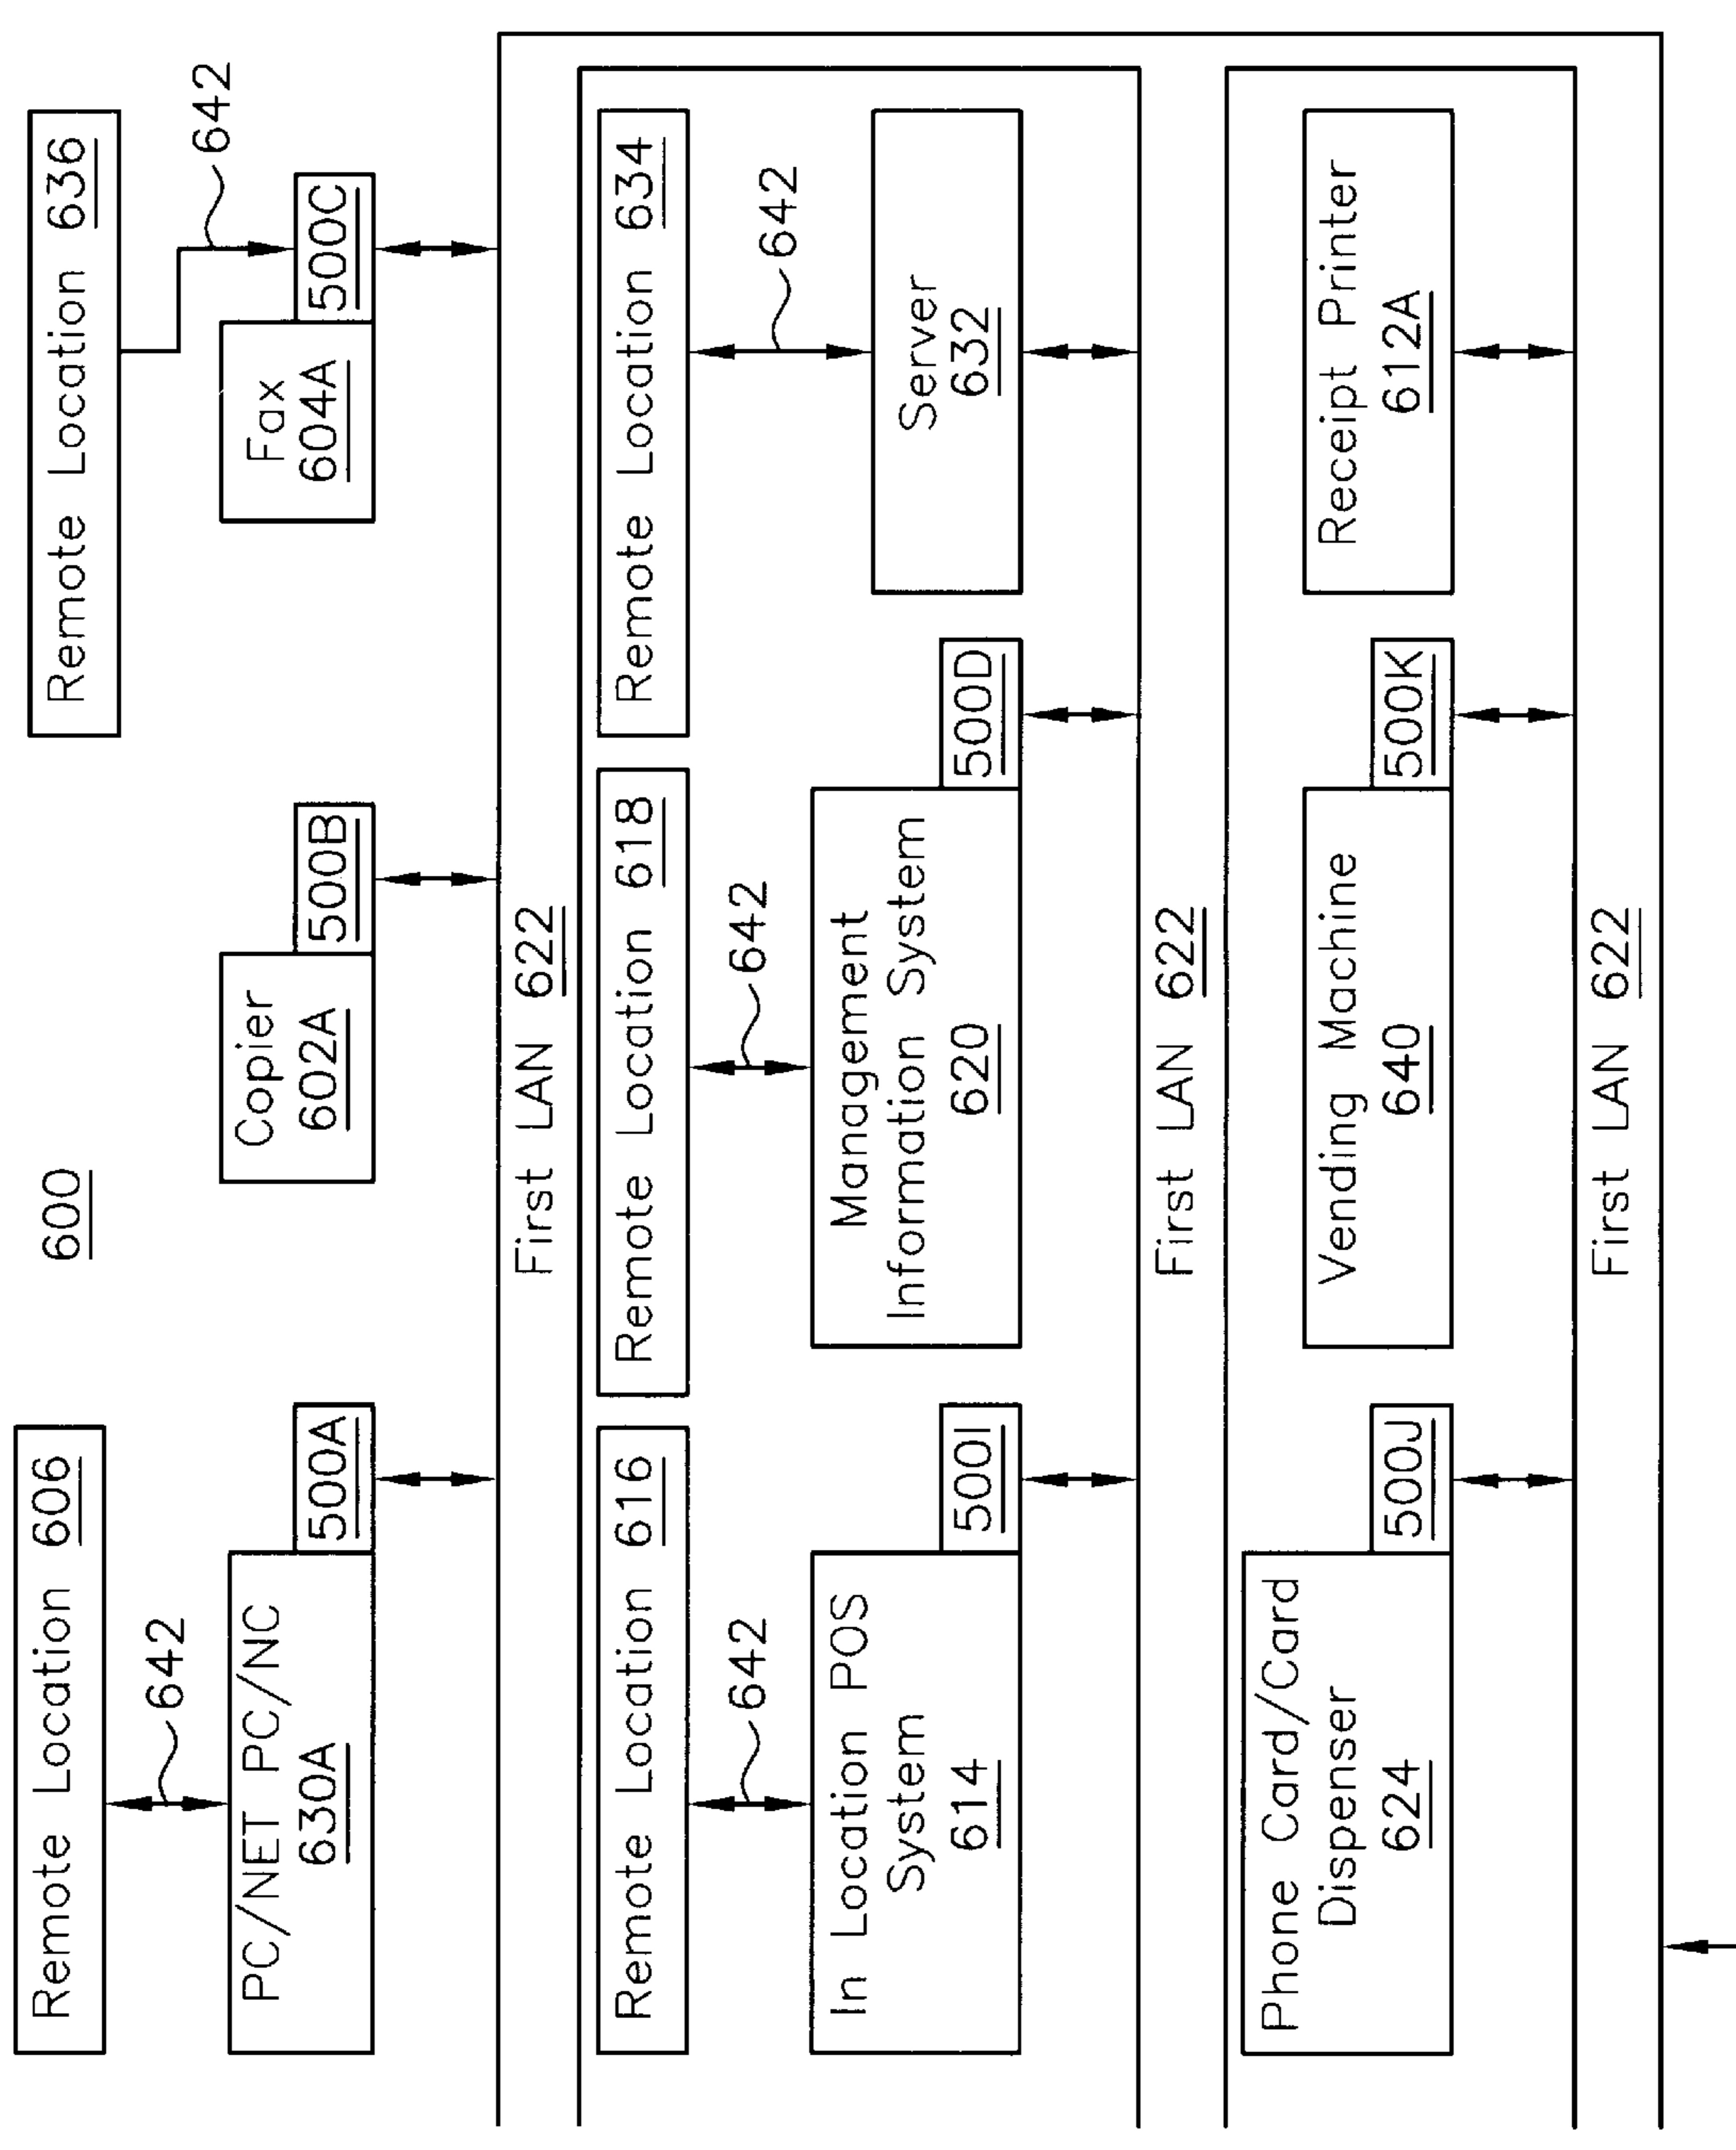 600
Remote Location 606
642
PC/NET PC/NC
630A
500A
Copier
602A
500B
Remote Location 636
642
Fax
604A
500C
First LAN 622
Remote Location 616
642
In Location POS
System
614
500I
Remote Location 618
642
Management
Information System
620
500D
Remote Location 634
642
Server
632
First LAN 622
Phone Card/Card
Dispenser
624
500J
Vending Machine
640
500K
Receipt Printer
612A
First LAN 622